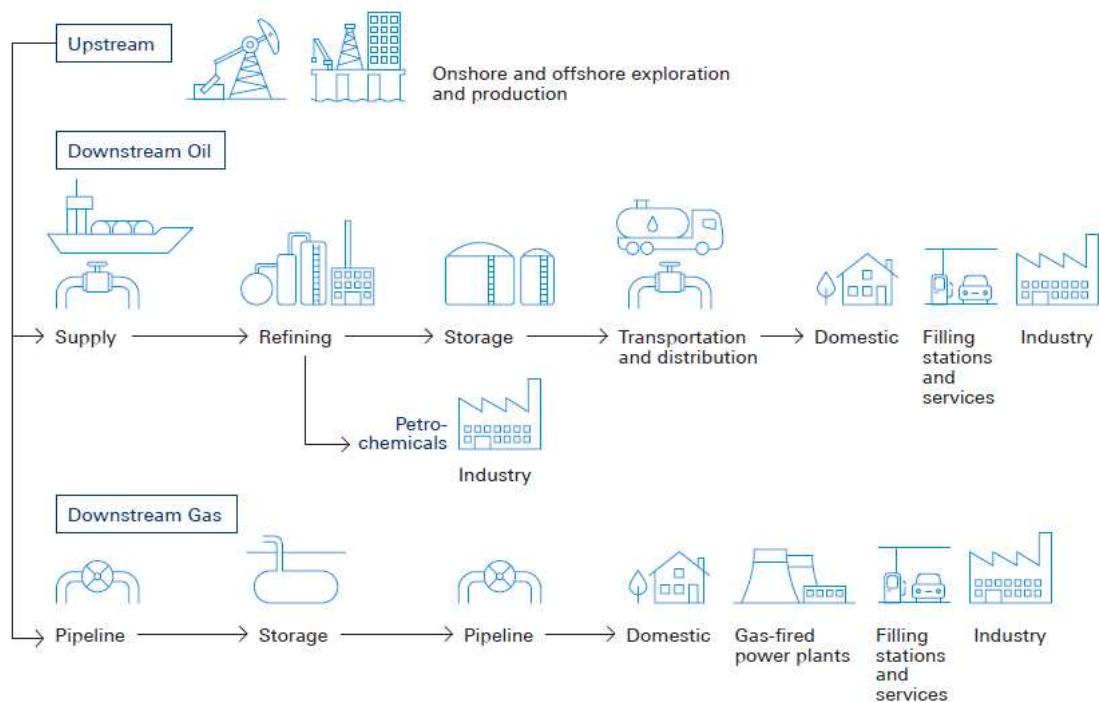 Upstream
Onshore and offshore exploration
and production
Downstream Oil
Supply
Refining
Storage
Transportation
and distribution
Domestic
Filling
stations
and
services
Industry
Petro-
chemicals
Industry
Downstream Gas
Pipeline
Storage
Pipeline
Domestic
Gas-fired
power plants
Filling
stations
and
services
Industry